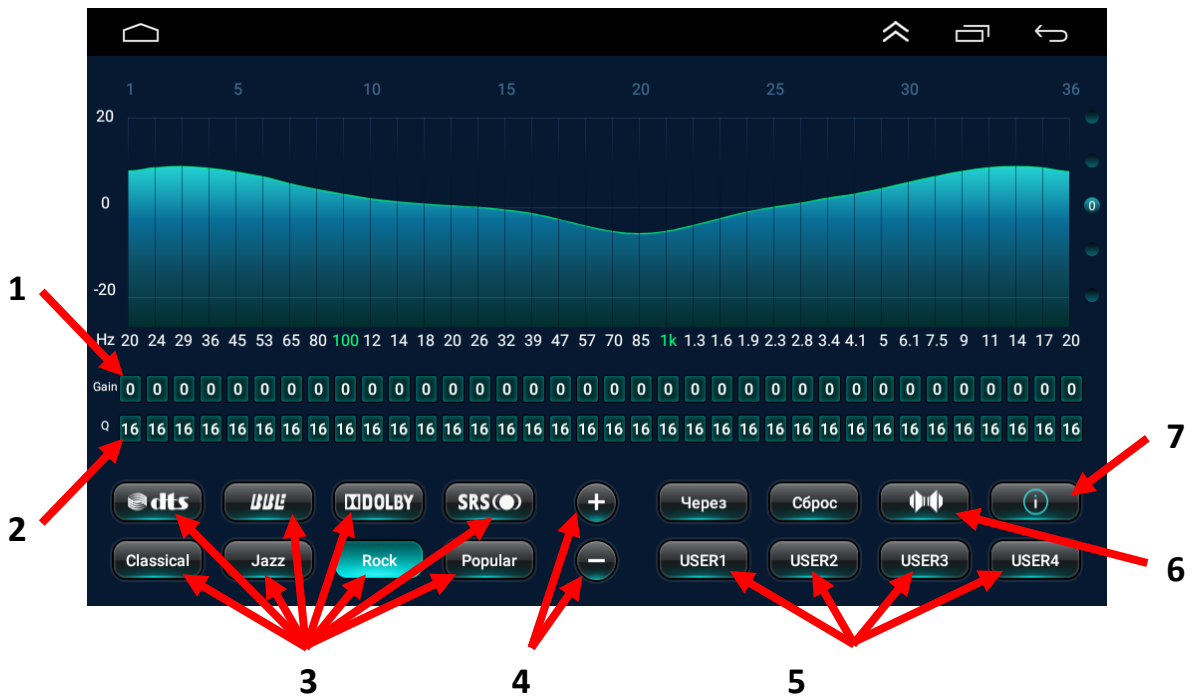 1 5 10 15 20 25 30 36
20
0 0
-20
1
Hz 20 24 29 36 45 53 65 80 100 12 14 18 20 26 32 39 47 57 70 85 1k 1.3 1.6 1.9 2.3 2.8 3.4 4.1 5 6.1 7.5 9 11 14 17 20
Gain 0 0 0 0 0 0 0 0 0 0 0 0 0 0 0 0 0 0 0 0 0 0 0 0 0 0 0 0 0 0 0 0 0 0 0 0
Q 16 16 16 16 16 16 16 16 16 16 16 16 16 16 16 16 16 16 16 16 16 16 16 16 16 16 16 16 16 16 16 16 16 16 16 16
7
dts BBE DOLBY SRS + Через Сброс i
2
Classical Jazz Rock Popular − USER1 USER2 USER3 USER4
6
3 4 5